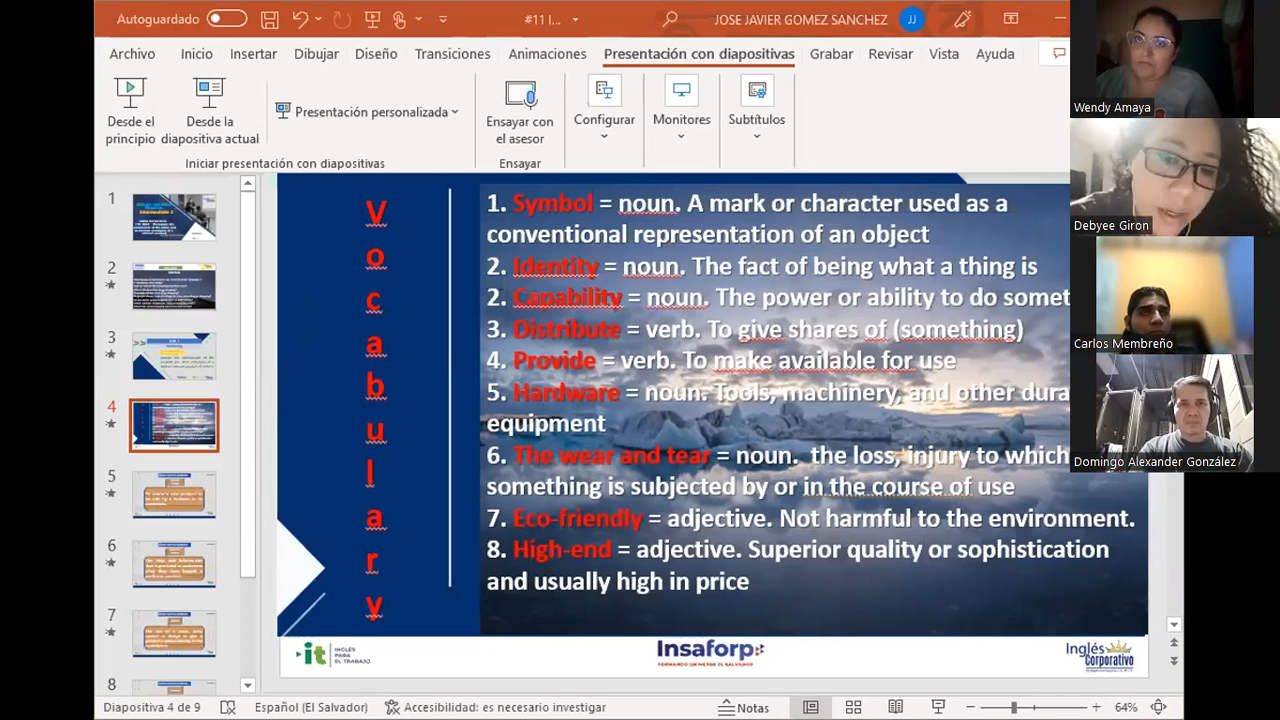 Autoguardado
#11 I...
JOSE JAVIER GOMEZ SANCHEZ
JJ
Archivo
Inicio
Insertar
Dibujar
Diseño
Transiciones
Animaciones
Presentación con diapositivas
Grabar
Revisar
Vista
Ayuda
Desde el
principio
Desde la
diapositiva actual
Presentación personalizada
Ensayar con
el asesor
Configurar
Monitores
Subtítulos
Iniciar presentación con diapositivas
Ensayar
Wendy Amaya
Debyee Giron
Carlos Membreño
Domingo Alexander González
1
2
3
4
5
6
7
8
V
o
c
a
b
u
l
a
r
y
1. Symbol = noun. A mark or character used as a
conventional representation of an object
2. Identity = noun. The fact of being what a thing is
2. Capability = noun. The power or ability to do somet
3. Distribute = verb. To give shares of (something)
4. Provide = verb. To make available for use
5. Hardware = noun. Tools, machinery, and other dura
equipment
6. The wear and tear = noun. the loss, injury to which
something is subjected by or in the course of use
7. Eco-friendly = adjective. Not harmful to the environment.
8. High-end = adjective. Superior quality or sophistication
and usually high in price
it INGLÉS
PARA
EL TRABAJO
Insaforp
Inglés
Corporativo
Diapositiva 4 de 9
Español (El Salvador)
Accesibilidad: es necesario investigar
Notas
64%